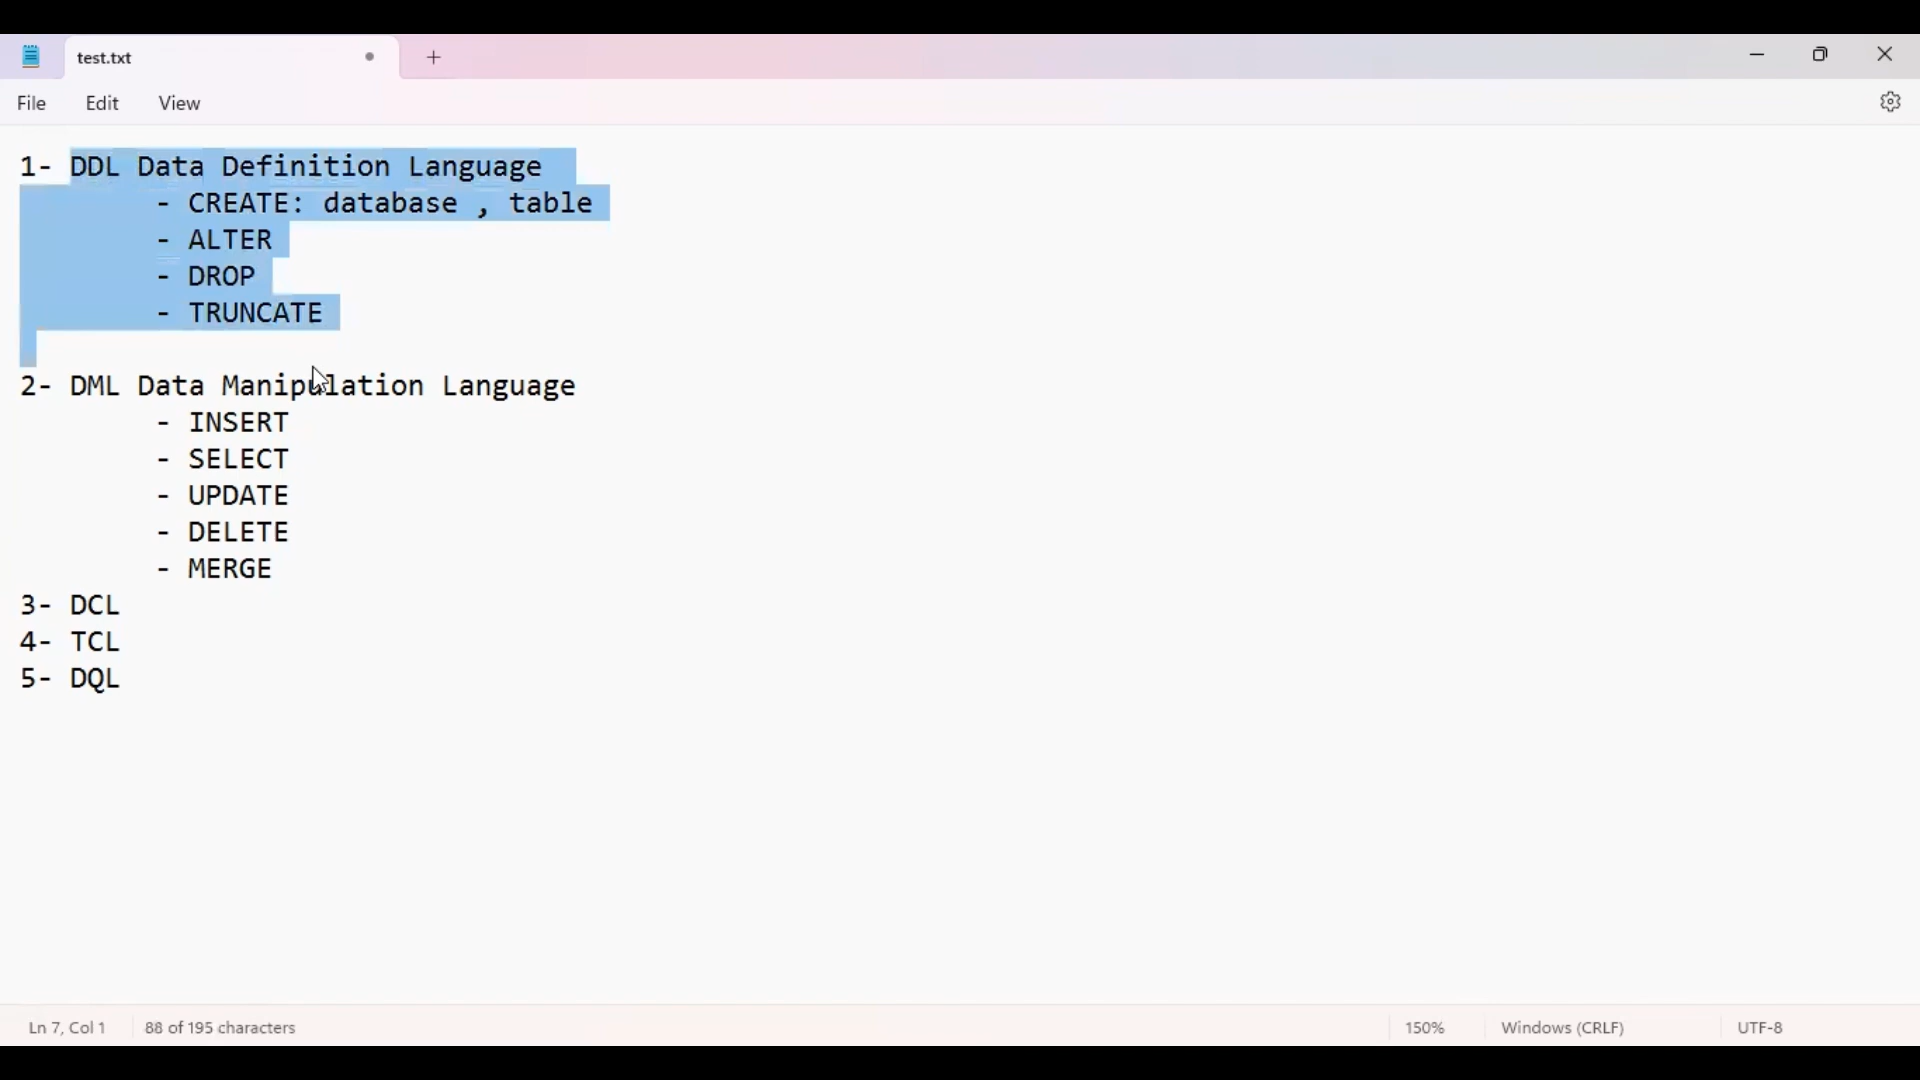 test.txt
File Edit View
1- DDL Data Definition Language
- CREATE: database , table
- ALTER
- DROP
- TRUNCATE
2- DML Data Manipulation Language
- INSERT
- SELECT
- UPDATE
- DELETE
- MERGE
3- DCL
4- TCL
5- DQL
Ln 7, Col 1 88 of 195 characters 150% Windows (CRLF) UTF-8